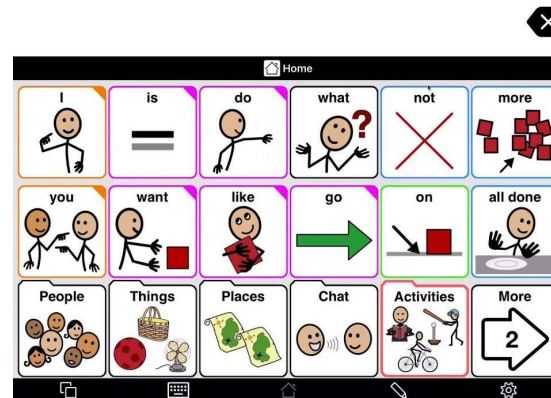 Home
I is do what not more
?
you want like go on all done
People Things Places Chat Activities More
2